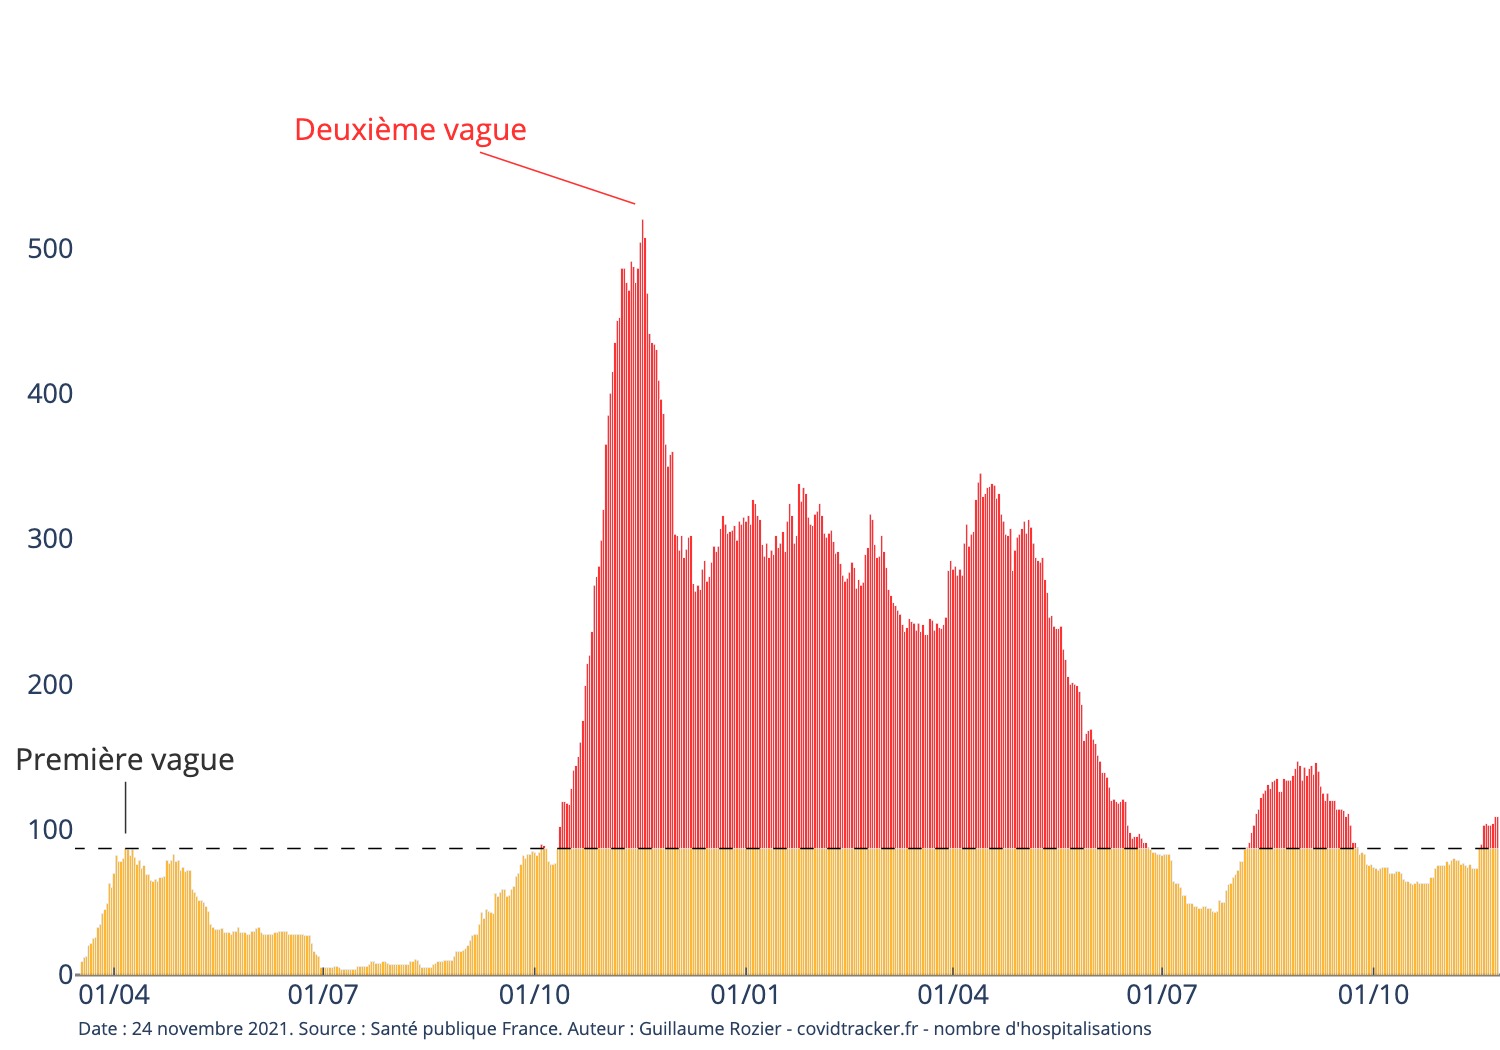 Deuxième vague
500
400
300
200
Première vague
100
0
01/04 01/07 01/10 01/01 01/04 01/07 01/10
Date : 24 novembre 2021. Source : Santé publique France. Auteur : Guillaume Rozier - covidtracker.fr - nombre d'hospitalisations